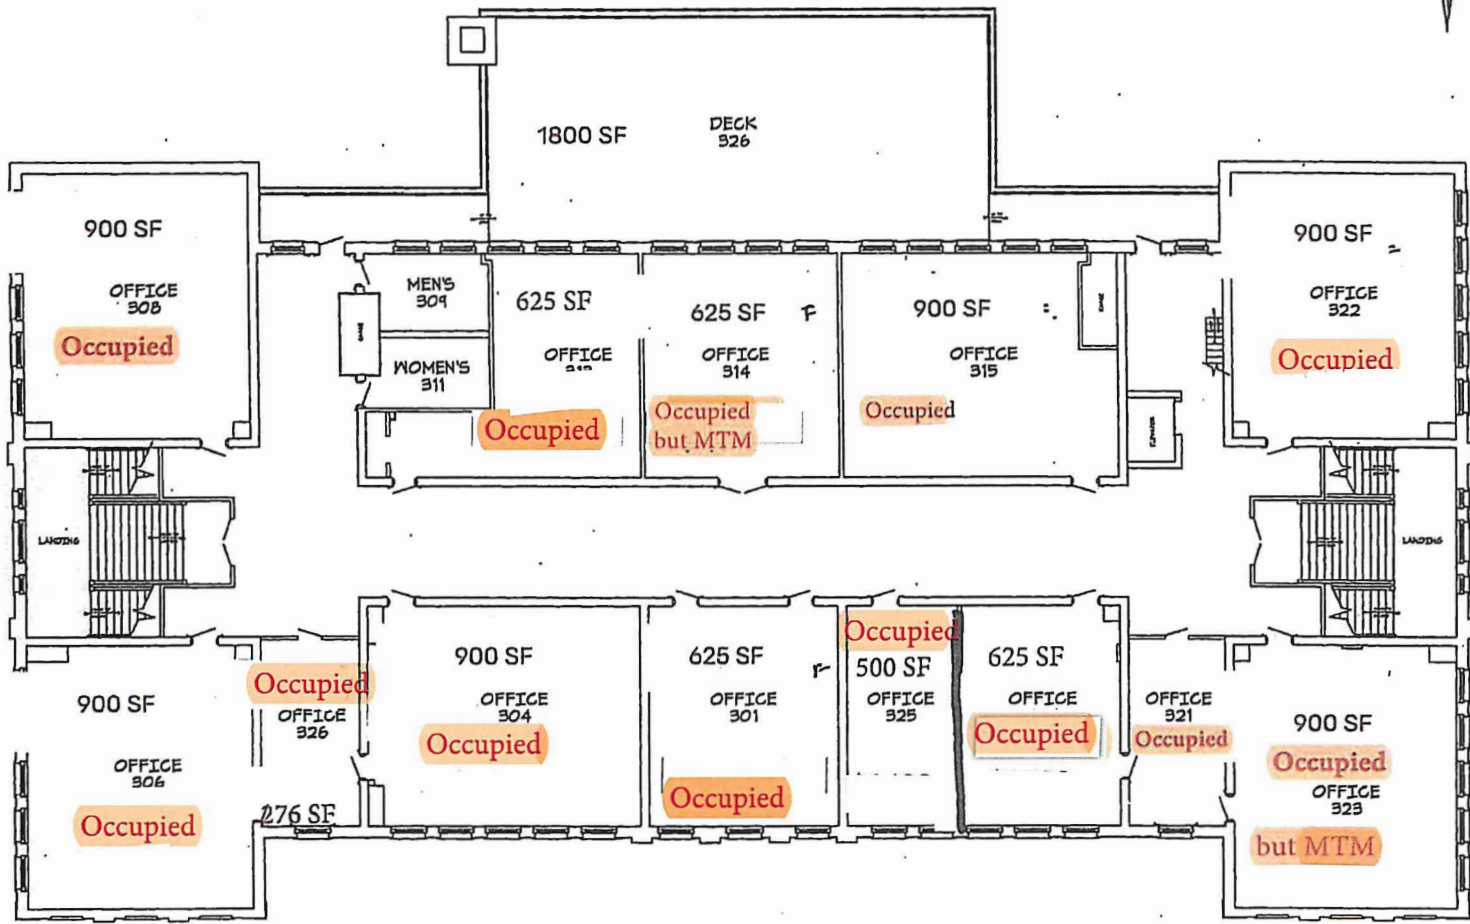 1800 SF
DECK
326
900 SF
OFFICE
308
Occupied
MEN'S
309
WOMEN'S
311
625 SF
OFFICE
Occupied
625 SF
OFFICE
314
Occupied
but MTM
900 SF
OFFICE
315
Occupied
900 SF
OFFICE
322
Occupied
ELEVATOR
LANDING
LANDING
900 SF
OFFICE
306
Occupied
Occupied
OFFICE
326
276 SF
900 SF
OFFICE
304
Occupied
625 SF
OFFICE
301
Occupied
Occupied
500 SF
OFFICE
325
625 SF
OFFICE
Occupied
OFFICE
321
Occupied
900 SF
Occupied
OFFICE
323
but MTM